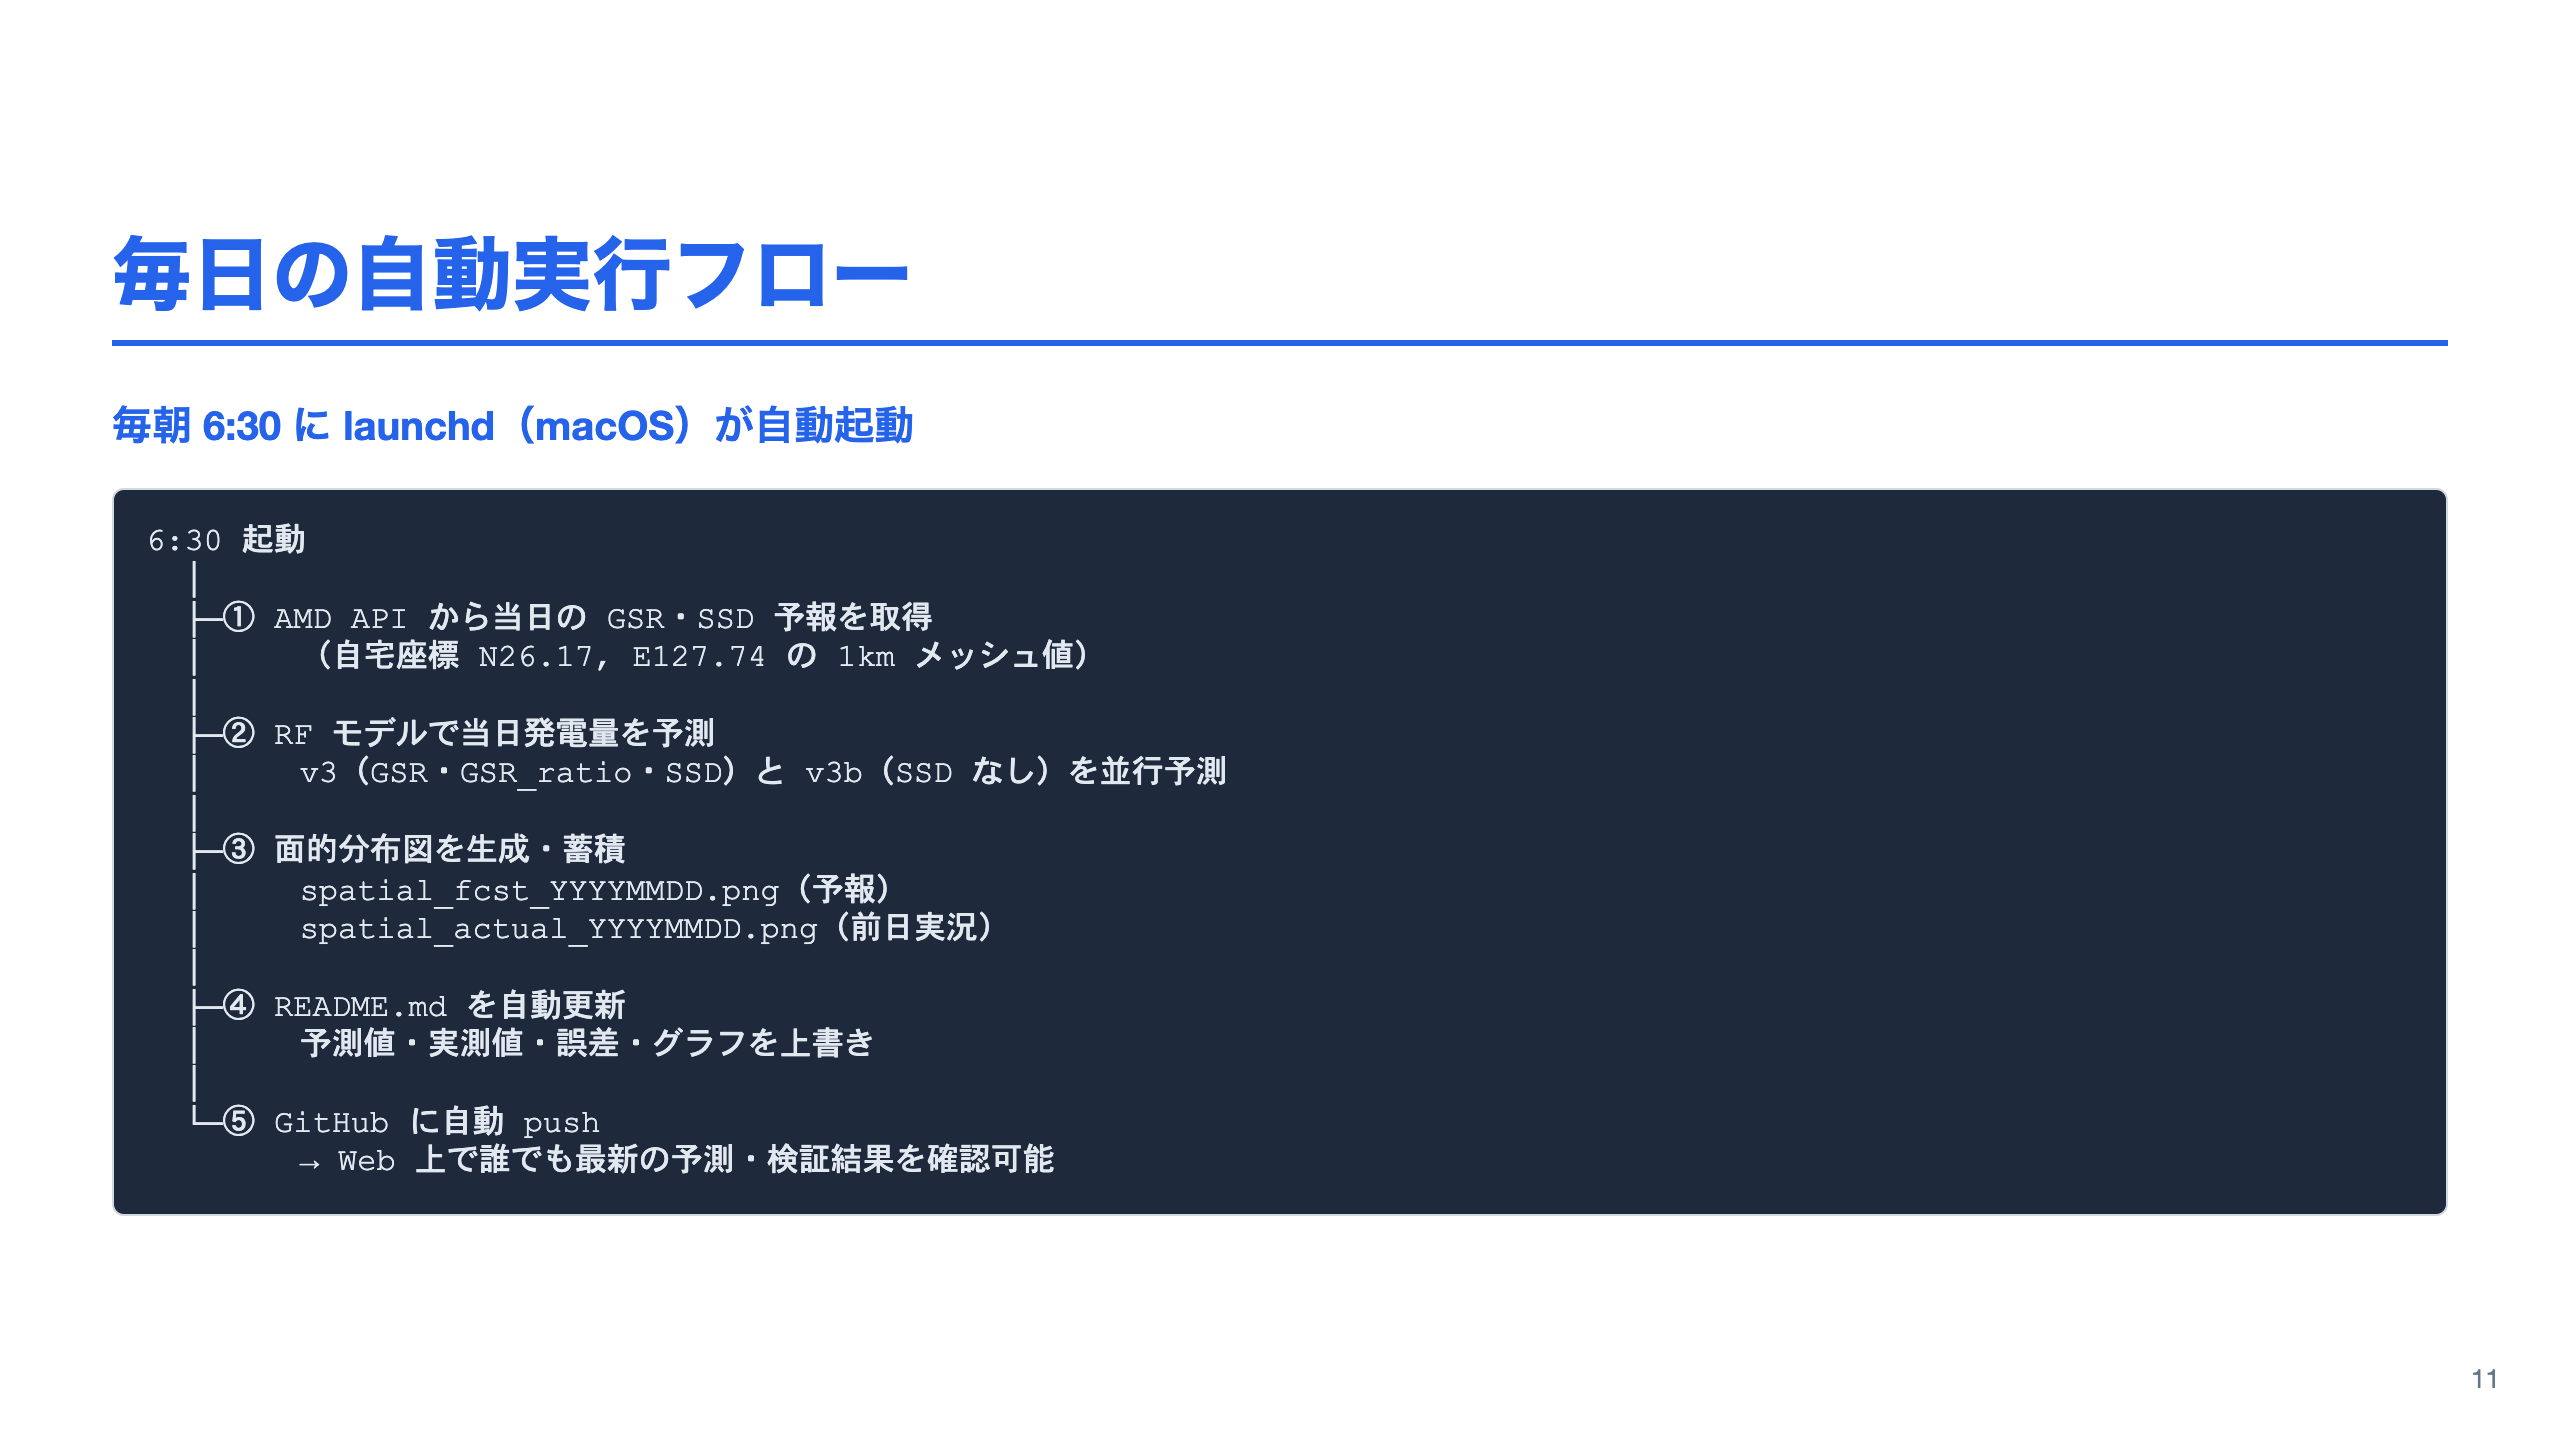 毎日の自動実行フロー
毎朝 6:30 に launchd（macOS）が自動起動
6:30 起動
│
├─① AMD API から当日の GSR・SSD 予報を取得
│　　（自宅座標 N26.17, E127.74 の 1km メッシュ値）
│
├─② RF モデルで当日発電量を予測
│　　v3（GSR・GSR_ratio・SSD）と v3b（SSD なし）を並行予測
│
├─③ 面的分布図を生成・蓄積
│　　spatial_fcst_YYYYMMDD.png（予報）
│　　spatial_actual_YYYYMMDD.png（前日実況）
│
├─④ README.md を自動更新
│　　予測値・実測値・誤差・グラフを上書き
│
└─⑤ GitHub に自動 push
→ Web 上で誰でも最新の予測・検証結果を確認可能
11